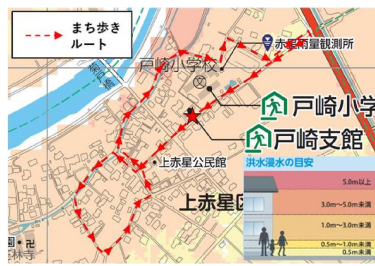 まち歩き
ルート
赤星雨量観測所
戸崎小学校
戸崎小学
戸崎支館
上赤星公民館
洪水浸水の目安
5.0m以上
上赤星区
3.0m～5.0m未満
1.0m～3.0m未満
0.5m～1.0m未満
0.5m未満